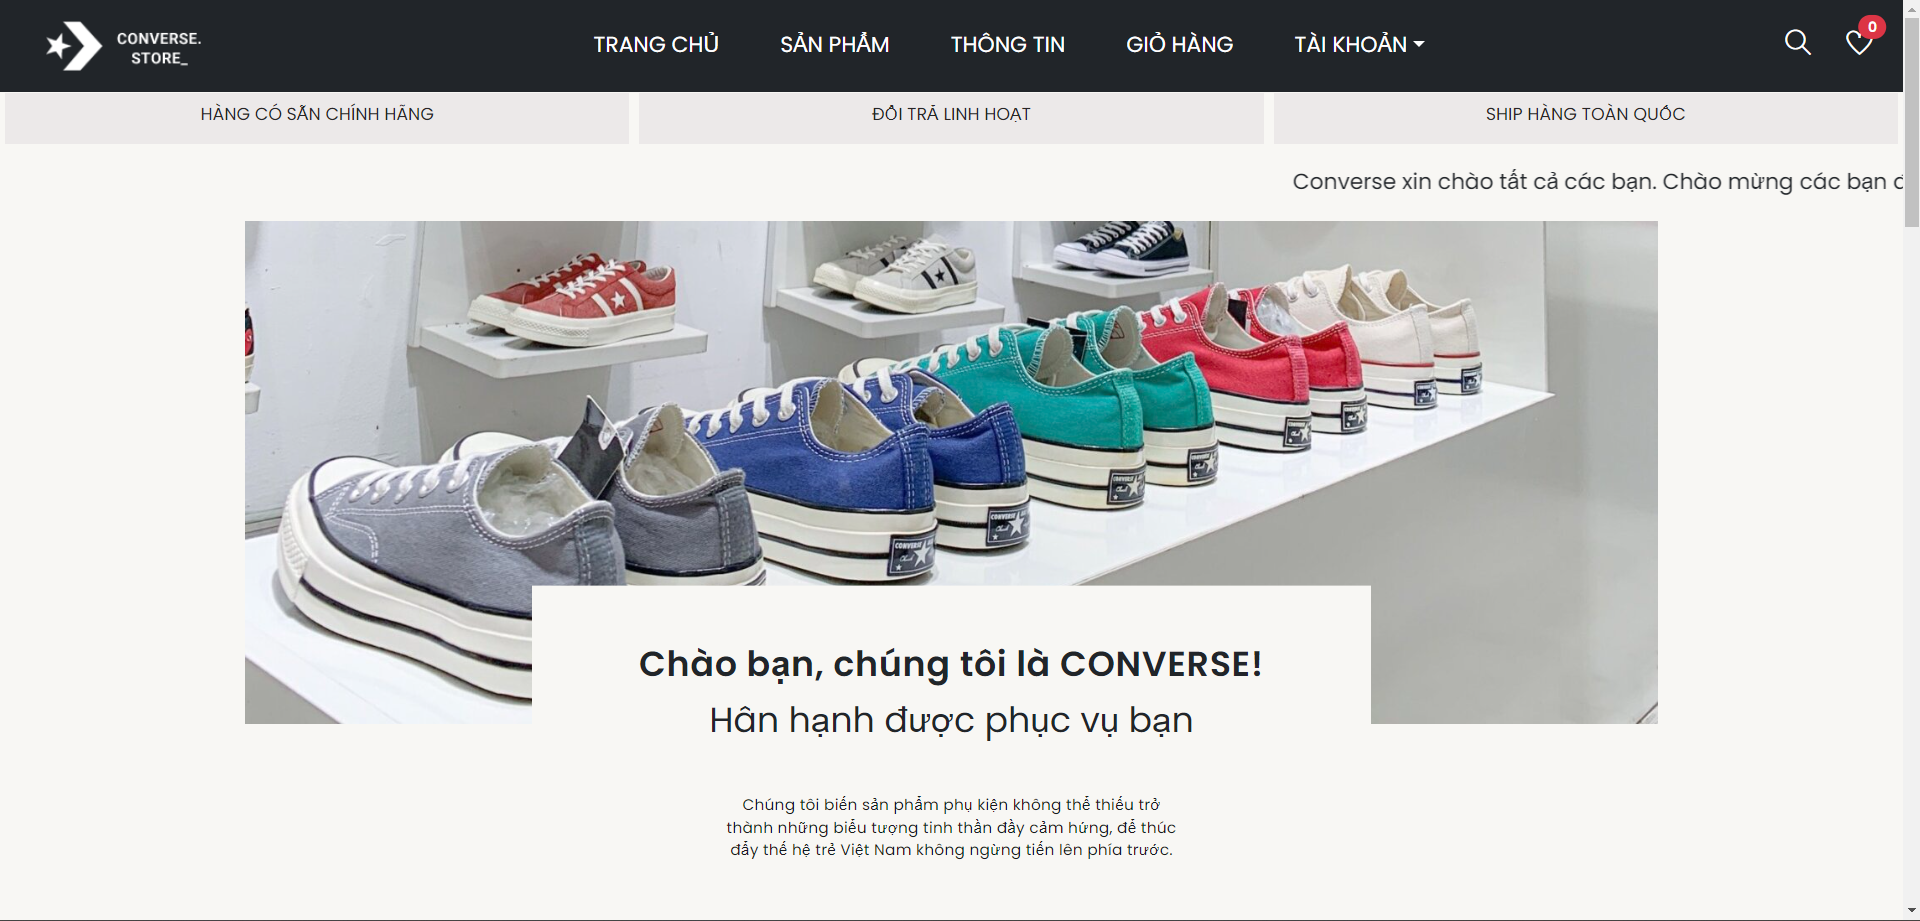 CONVERSE.
STORE_
TRANG CHỦ
SẢN PHẨM
THÔNG TIN
GIỎ HÀNG
TÀI KHOẢN
0
HÀNG CÓ SẴN CHÍNH HÃNG
ĐỔI TRẢ LINH HOẠT
SHIP HÀNG TOÀN QUỐC
Converse xin chào tất cả các bạn. Chào mừng các bạn
CONVERSE
CONVERSE
Chào bạn, chúng tôi là CONVERSE!
Hân hạnh được phục vụ bạn
Chúng tôi biến sản phẩm phụ kiện không thể thiếu trở
thành những biểu tượng tinh thần đầy cảm hứng, để thúc
đẩy thế hệ trẻ Việt Nam không ngừng tiến lên phía trước.